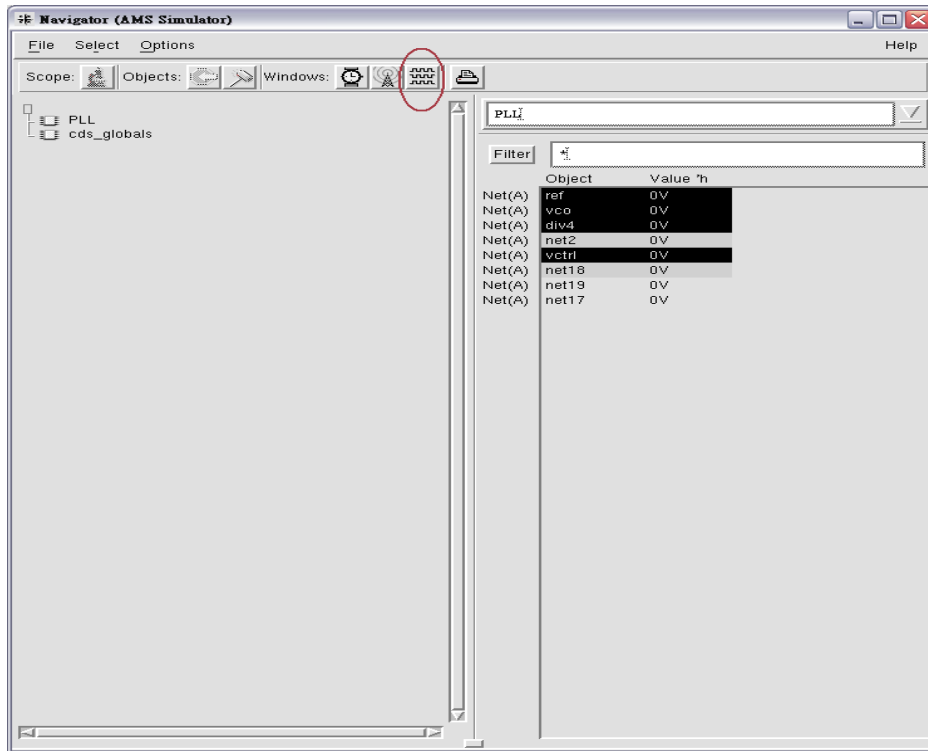 Navigator (AMS Simulator)
File Select Options Help
Scope: Objects: Windows:
PLL
cds_globals
PLL
Filter *
Object Value 'h
Net(A) ref 0V
Net(A) vco 0V
Net(A) div4 0V
Net(A) net2 0V
Net(A) vctrl 0V
Net(A) net18 0V
Net(A) net19 0V
Net(A) net17 0V